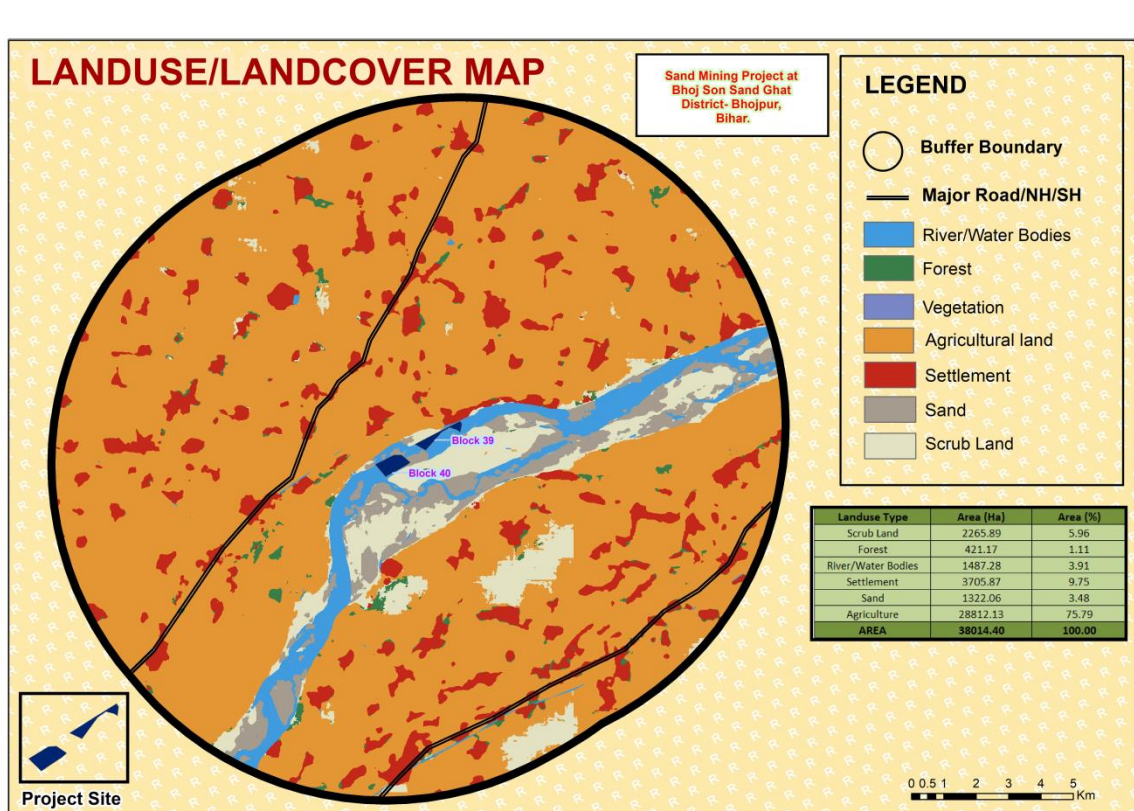 LANDUSE/LANDCOVER MAP
Sand Mining Project at
Bhoj Son Sand Ghat
District- Bhojpur,
Bihar.
LEGEND
Buffer Boundary
Major Road/NH/SH
River/Water Bodies
Forest
Vegetation
Agricultural land
Settlement
Sand
Scrub Land
Block 39
Block 40
Landuse Type Area (Ha) Area (%)
Scrub Land 2265.89 5.96
Forest 421.17 1.11
River/Water Bodies 1487.28 3.91
Settlement 3705.87 9.75
Sand 1322.06 3.48
Agriculture 28812.13 75.79
AREA 38014.40 100.00
Project Site
0 0.5 1 2 3 4 5
Km